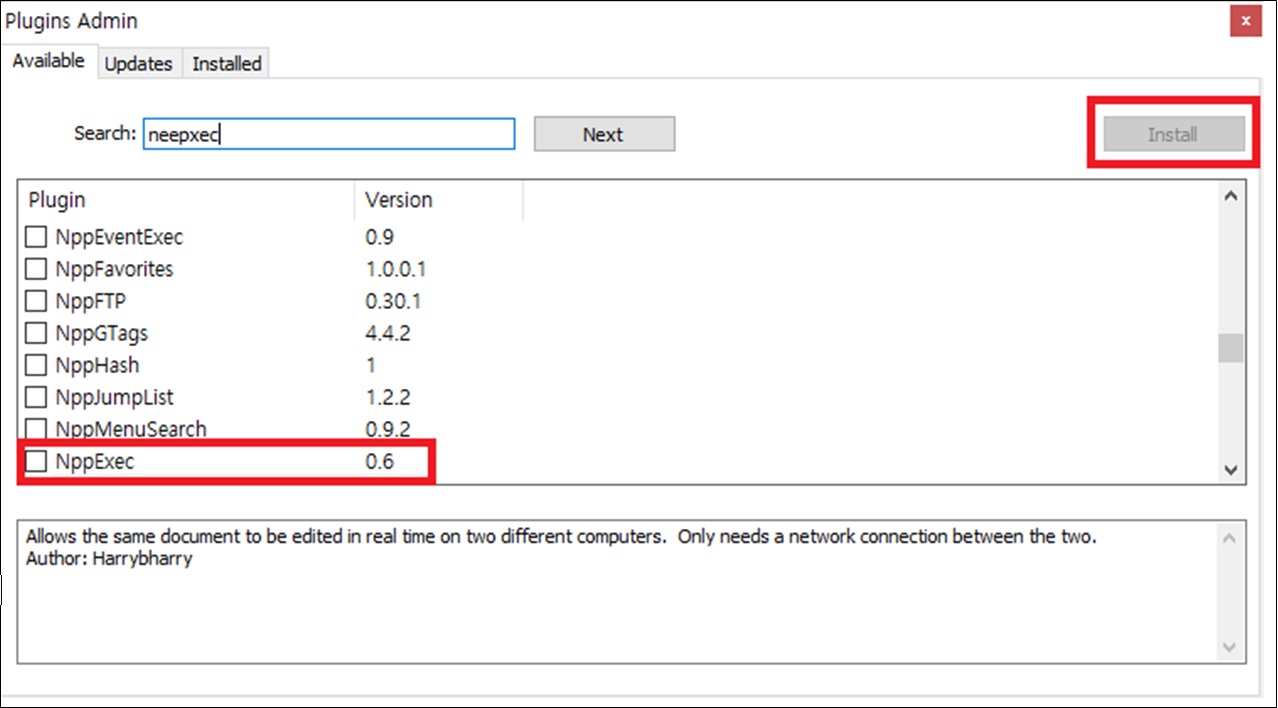 Plugins Admin
x
Available Updates Installed
Search: neepxec Next Install
Plugin Version
NppEventExec 0.9
NppFavorites 1.0.0.1
NppFTP 0.30.1
NppGTags 4.4.2
NppHash 1
NppJumpList 1.2.2
NppMenuSearch 0.9.2
NppExec 0.6
Allows the same document to be edited in real time on two different computers.  Only needs a network connection between the two.
Author: Harrybharry